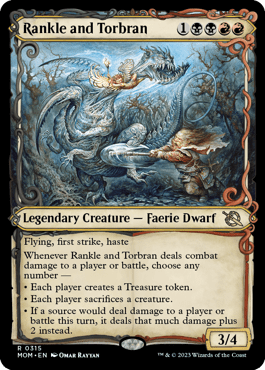 Rankle and Torbran 1
Legendary Creature — Faerie Dwarf
Flying, first strike, haste
Whenever Rankle and Torbran deals combat
damage to a player or battle, choose any
number —
• Each player creates a Treasure token.
• Each player sacrifices a creature.
• If a source would deal damage to a player or
battle this turn, it deals that much damage plus
2 instead.
3/4
R 0315
MOM • EN OMAR RAYYAN
™ & © 2023 Wizards of the Coast